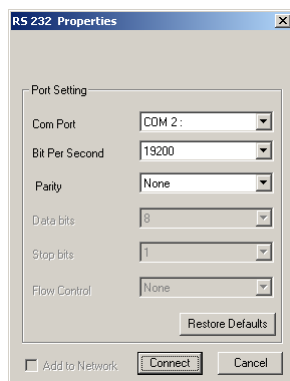 RS 232 Properties
Port Setting
Com Port COM 2 :
Bit Per Second 19200
Parity None
Data bits 8
Stop bits 1
Flow Control None
Restore Defaults
Add to Network Connect Cancel